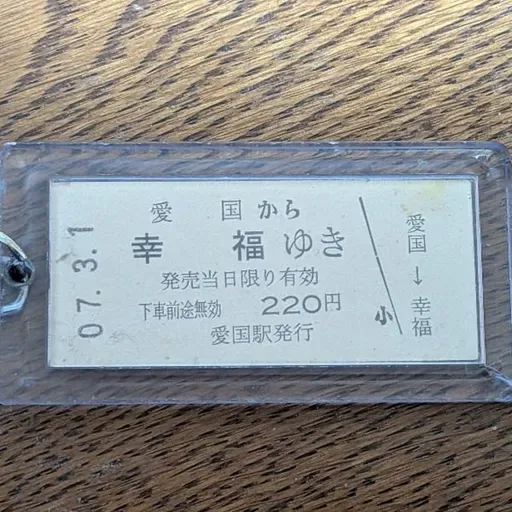 07.3.1
愛国から
幸福ゆき
発売当日限り有効
下車前途無効 220円
愛国駅発行
小
愛国→幸福